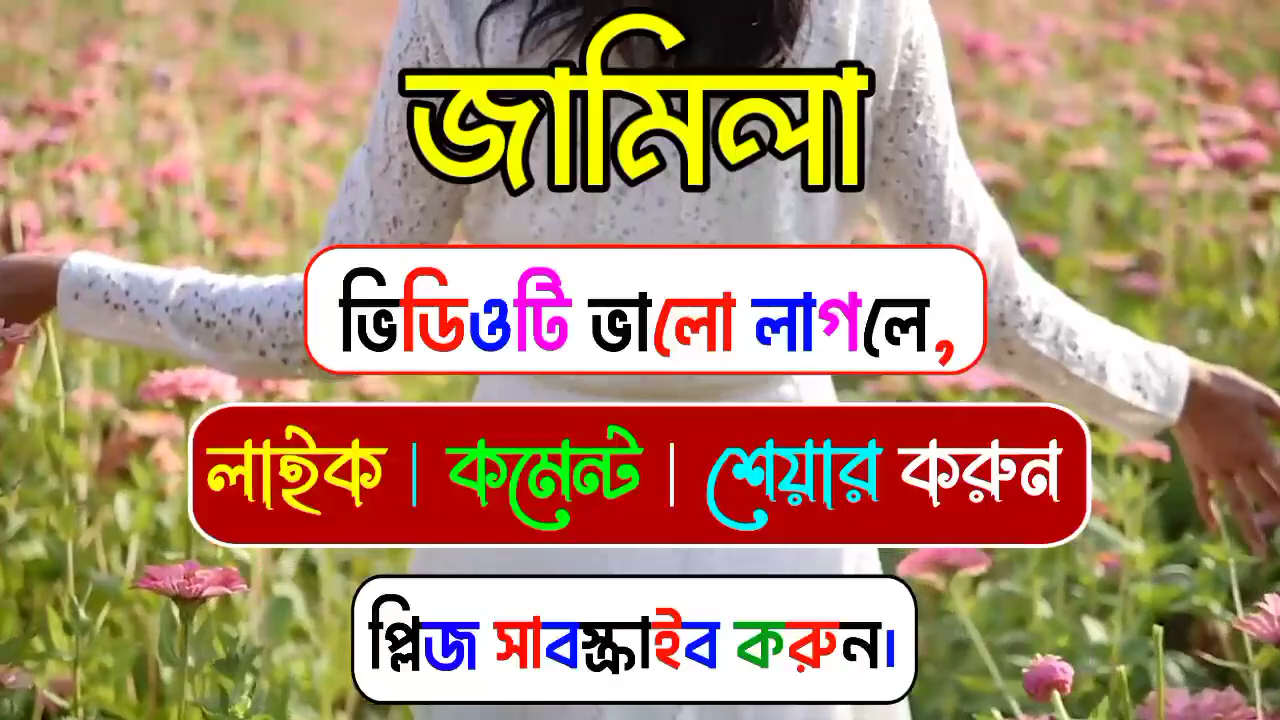 জামিলা
ভিডিওটি ভালো লাগলে,
লাইক | কমেন্ট | শেয়ার করুন
প্লিজ সাবস্ক্রাইব করুন।